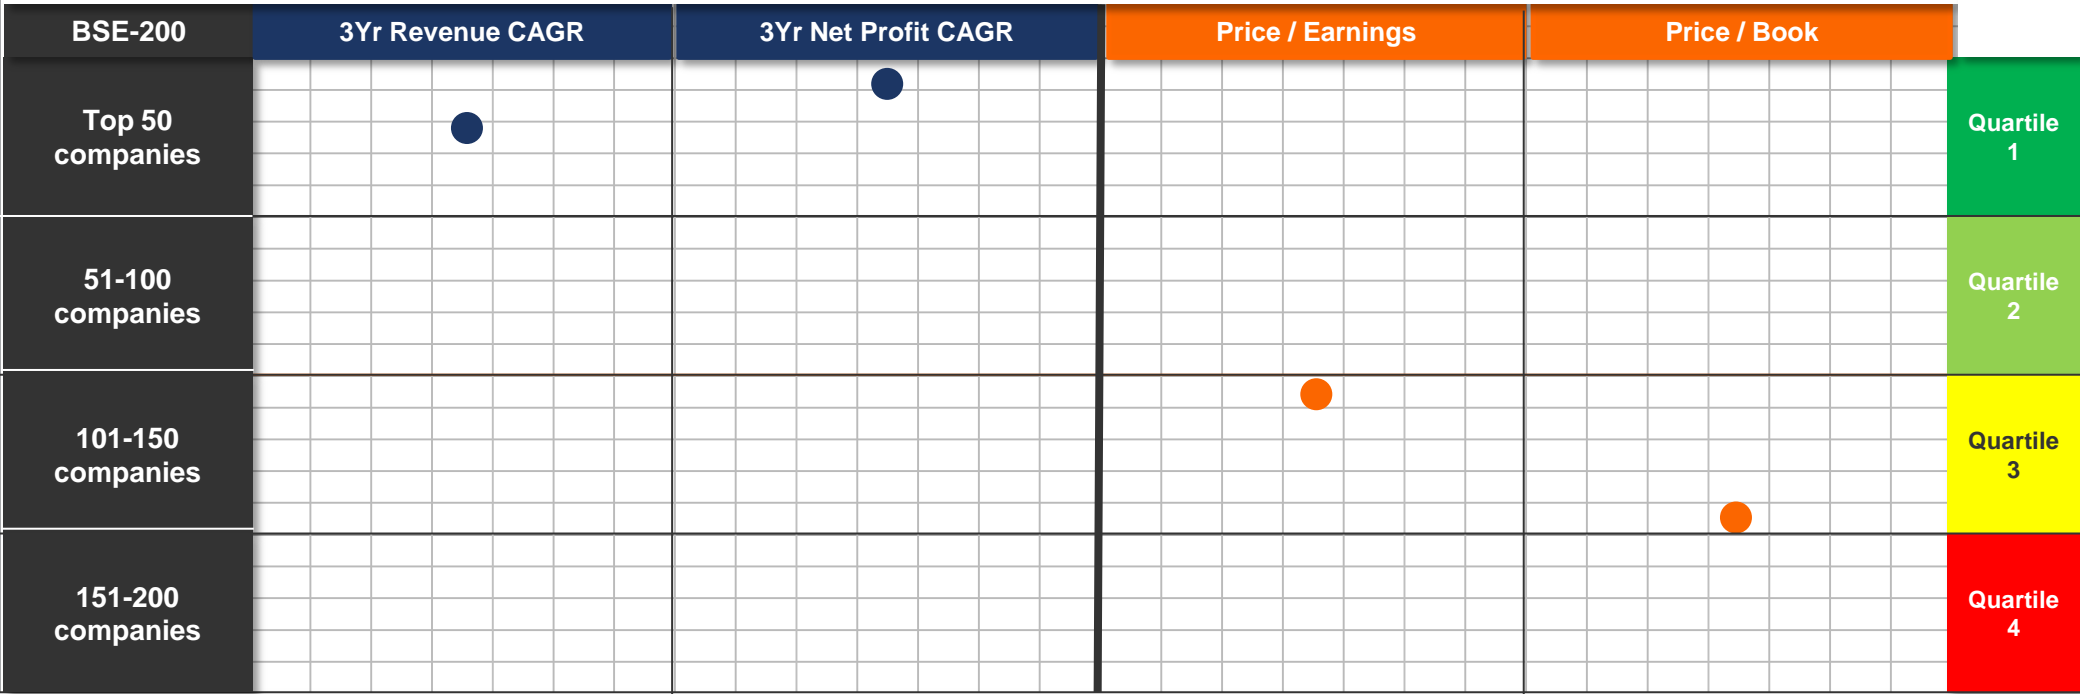 BSE-200
3Yr Revenue CAGR
3Yr Net Profit CAGR
Price / Earnings
Price / Book
Top 50
companies
Quartile
1
51-100
companies
Quartile
2
101-150
companies
Quartile
3
151-200
companies
Quartile
4